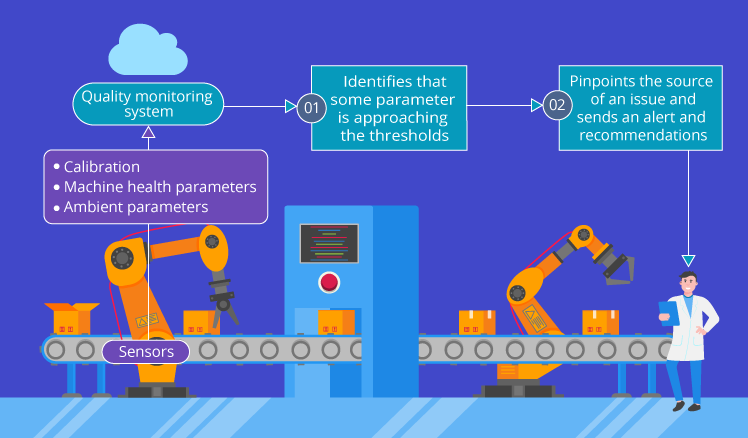 Quality monitoring
system
01
Identifies that
some parameter
is approaching
the thresholds
02
Pinpoints the source
of an issue and
sends an alert and
recommendations
Calibration
Machine health parameters
Ambient parameters
Sensors